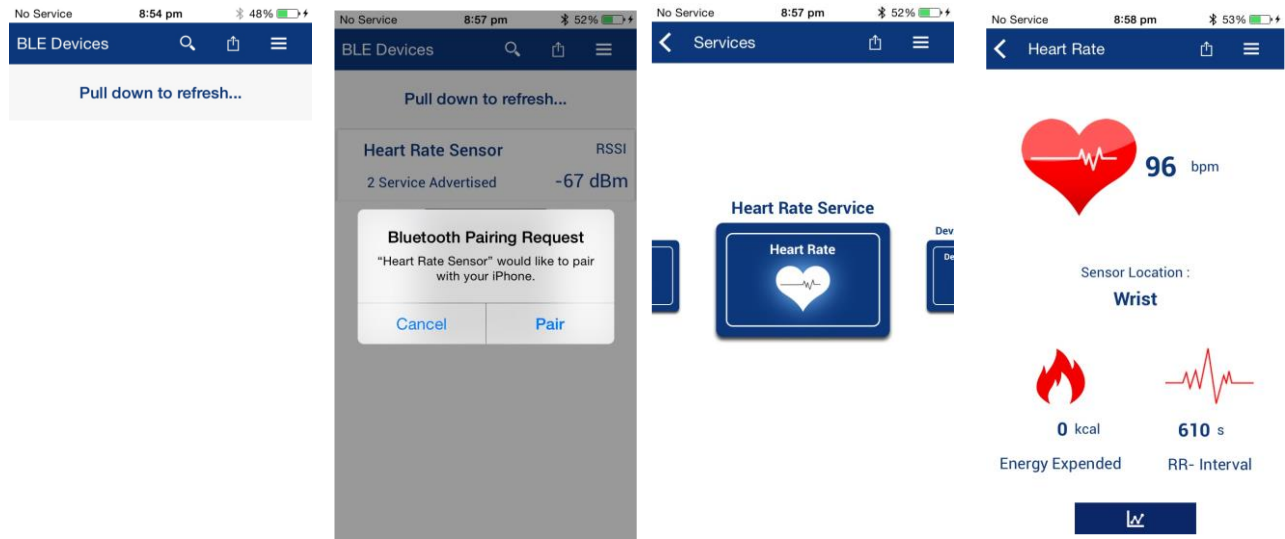 No Service 8:54 pm 48%
BLE Devices
Pull down to refresh...
No Service 8:57 pm 52%
BLE Devices
Pull down to refresh...
Heart Rate Sensor RSSI
2 Service Advertised -67 dBm
Bluetooth Pairing Request
“Heart Rate Sensor” would like to pair
with your iPhone.
Cancel Pair
No Service 8:57 pm 52%
Services
Heart Rate Service
Heart Rate
Dev
De
No Service 8:58 pm 53%
Heart Rate
96 bpm
Sensor Location :
Wrist
0 kcal 610 s
Energy Expended RR- Interval